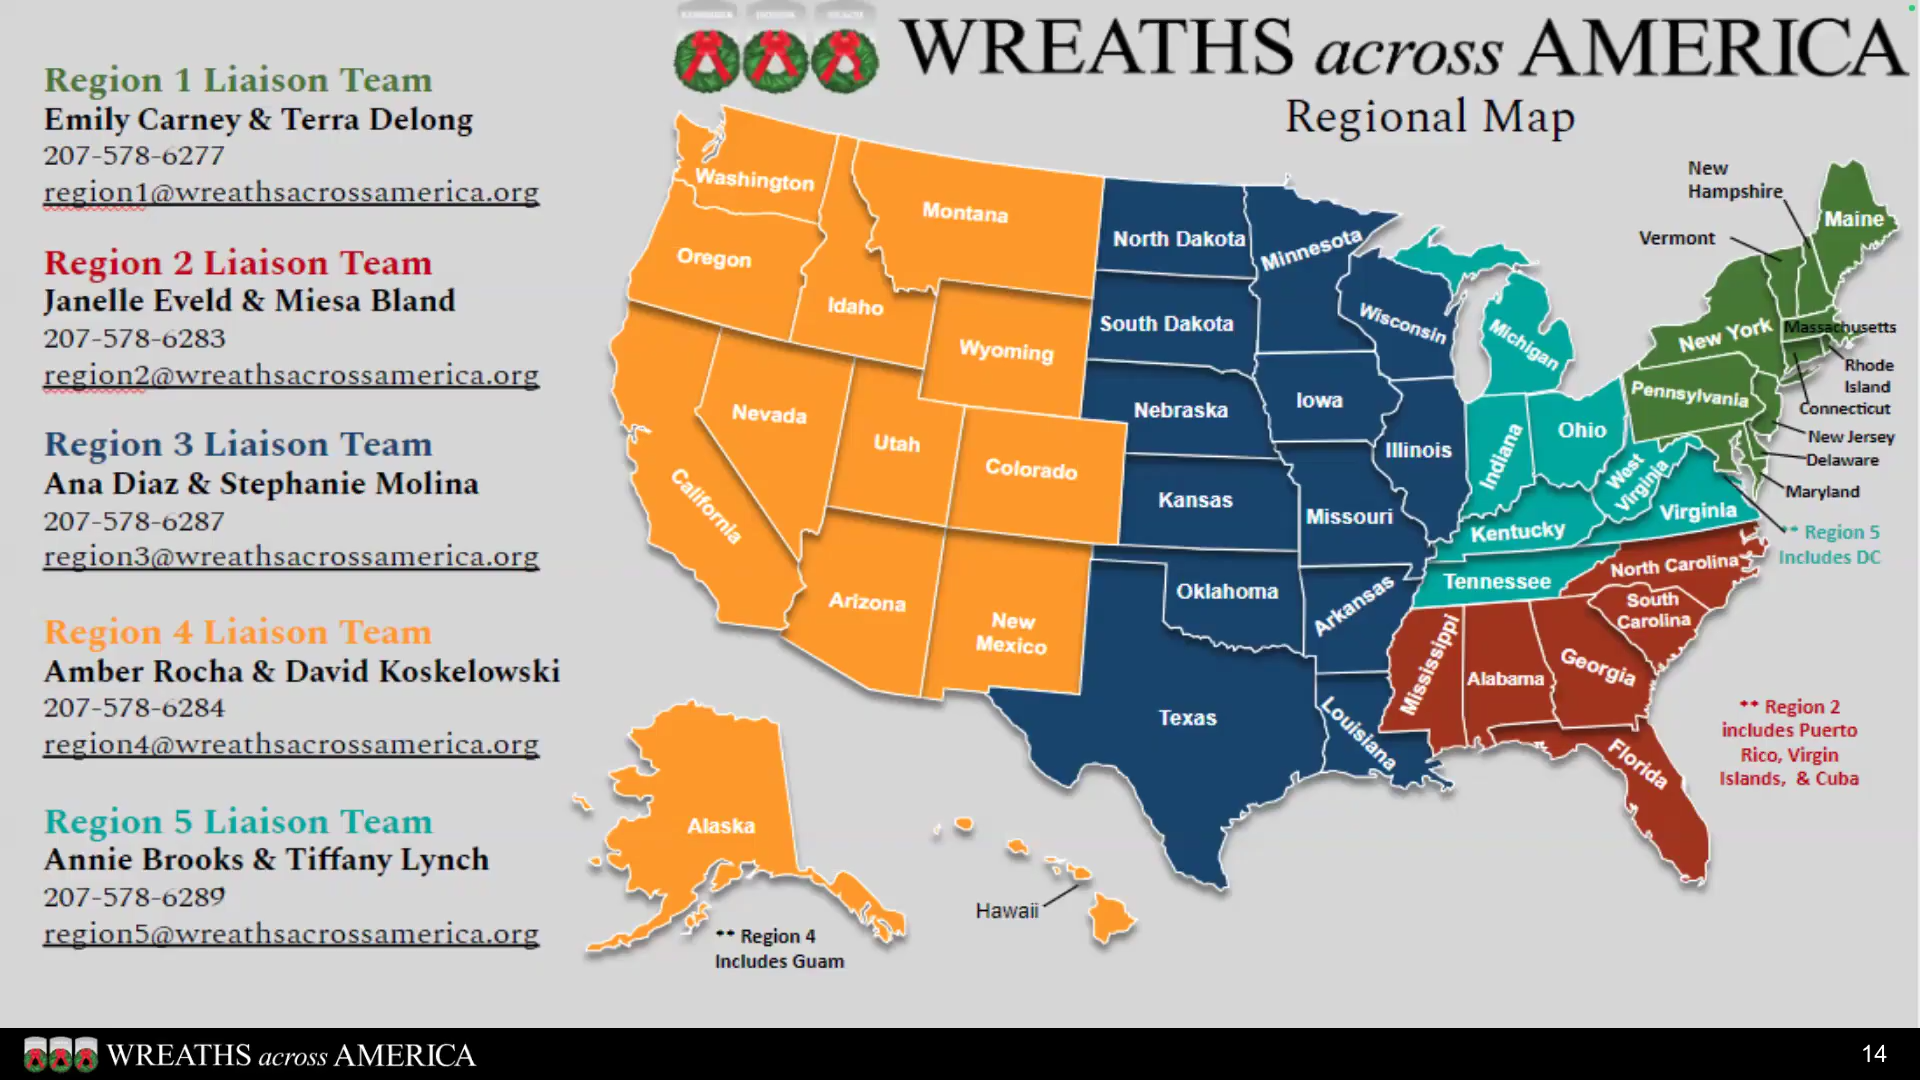 WREATHS across AMERICA
Regional Map
Region 1 Liaison Team
Emily Carney & Terra Delong
207-578-6277
region1@wreathsacrossamerica.org
Region 2 Liaison Team
Janelle Eveld & Miesa Bland
207-578-6283
region2@wreathsacrossamerica.org
Region 3 Liaison Team
Ana Diaz & Stephanie Molina
207-578-6287
region3@wreathsacrossamerica.org
Region 4 Liaison Team
Amber Rocha & David Koskelowski
207-578-6284
region4@wreathsacrossamerica.org
Region 5 Liaison Team
Annie Brooks & Tiffany Lynch
207-578-6289
region5@wreathsacrossamerica.org
Washington
Montana
Oregon
Idaho
Wyoming
Nevada
Utah
Colorado
California
Arizona
New
Mexico
Alaska
Hawaii
** Region 4
Includes Guam
North Dakota
Minnesota
South Dakota
Wisconsin
Nebraska
Iowa
Illinois
Kansas
Missouri
Oklahoma
Arkansas
Texas
Louisiana
Michigan
Indiana
Ohio
West
Virginia
Virginia
Kentucky
Tennessee
** Region 5
Includes DC
North Carolina
South
Carolina
Mississippi
Alabama
Georgia
Florida
** Region 2
includes Puerto
Rico, Virgin
Islands, & Cuba
New
Hampshire
Vermont
Maine
New York
Massachusetts
Rhode
Island
Connecticut
Pennsylvania
New Jersey
Delaware
Maryland
WREATHS across AMERICA
14